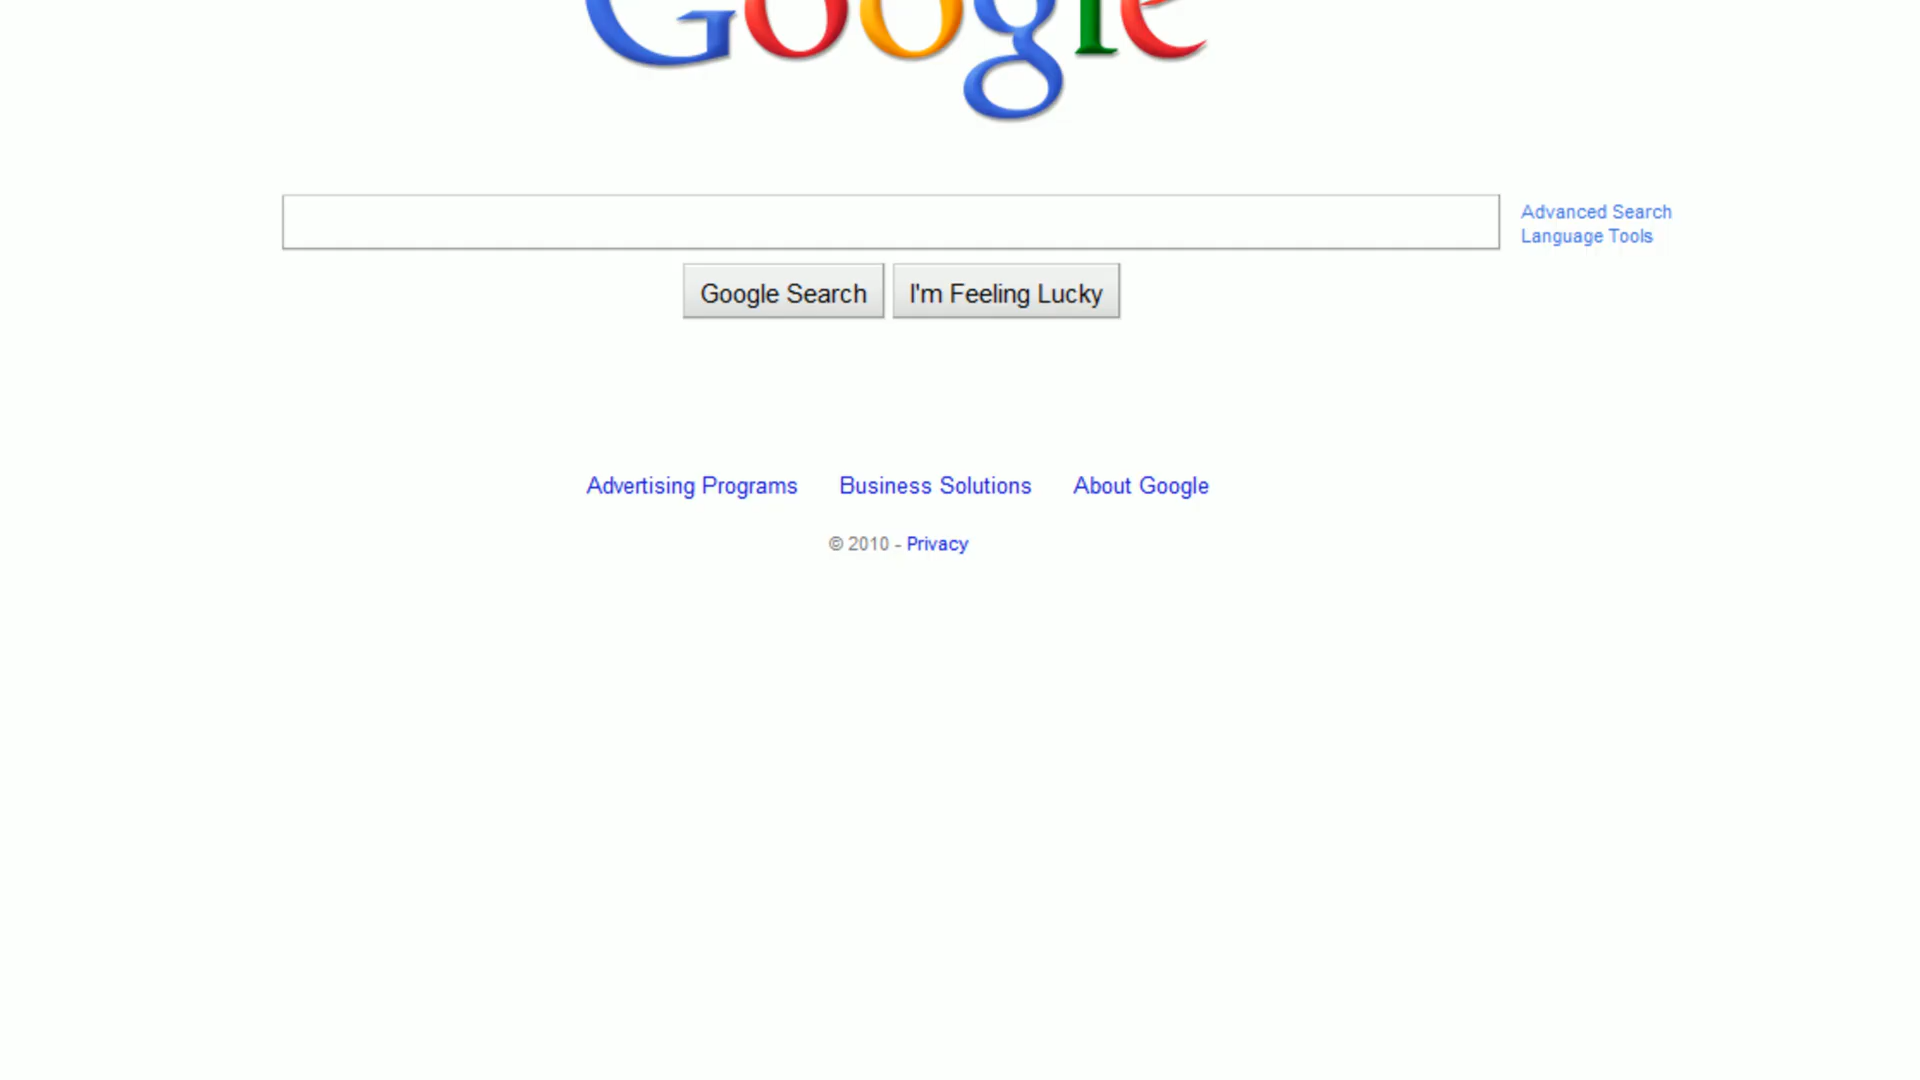 Google
Advanced Search
Language Tools
Google Search I'm Feeling Lucky
Advertising Programs Business Solutions About Google
© 2010 - Privacy